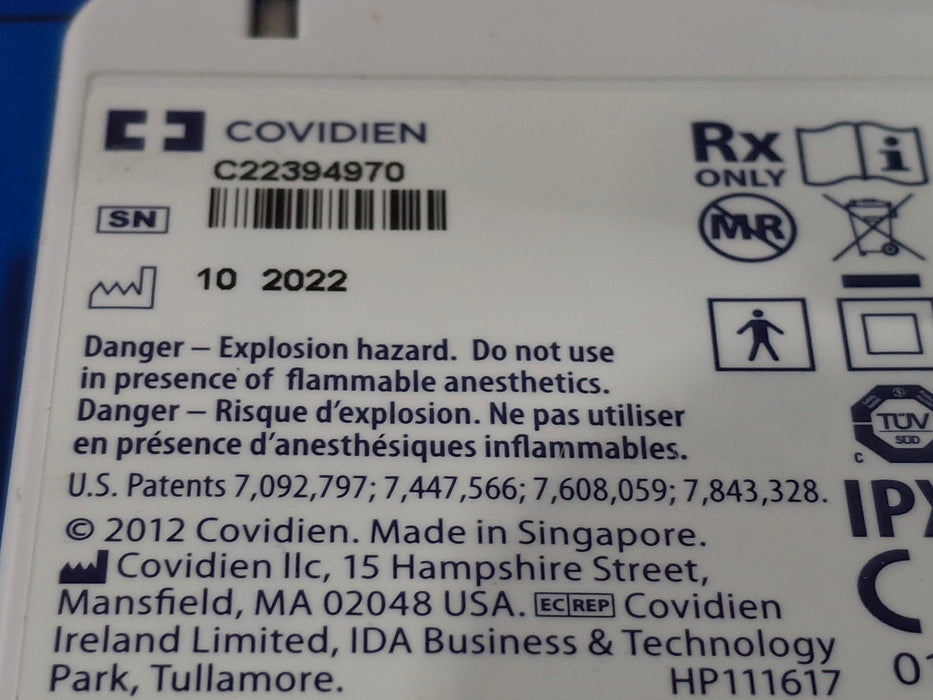 COVIDIEN
C22394970
SN
10 2022
Rx
ONLY
MR
Danger – Explosion hazard. Do not use
in presence of flammable anesthetics.
Danger – Risque d’explosion. Ne pas utiliser
en présence d’anesthésiques inflammables.
TÜV
SÜD
C
U.S. Patents 7,092,797; 7,447,566; 7,608,059; 7,843,328.
© 2012 Covidien. Made in Singapore.
Covidien llc, 15 Hampshire Street,
Mansfield, MA 02048 USA. EC REP Covidien
Ireland Limited, IDA Business & Technology
Park, Tullamore.
HP111617